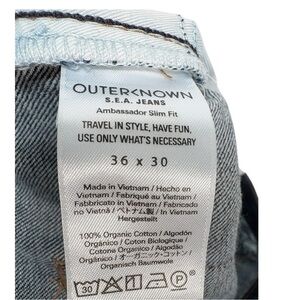 OUTERKNOWN
S.E.A. JEANS
Ambassador Slim Fit
TRAVEL IN STYLE, HAVE FUN,
USE ONLY WHAT'S NECESSARY
36 x 30
Made in Vietnam / Hecho en
Vietnam / Fabriqué au Vietnam /
Fabbricato in Vietnam / Fabricado
no Vietnã / ベトナム製 / In Vietnam
Hergestellt
100% Organic Cotton / Algodón
Orgánico / Coton Biologique /
Cotone Organico / Algodão
Orgânico / オーガニック・コットン /
Organisch Baumwolle
30
P